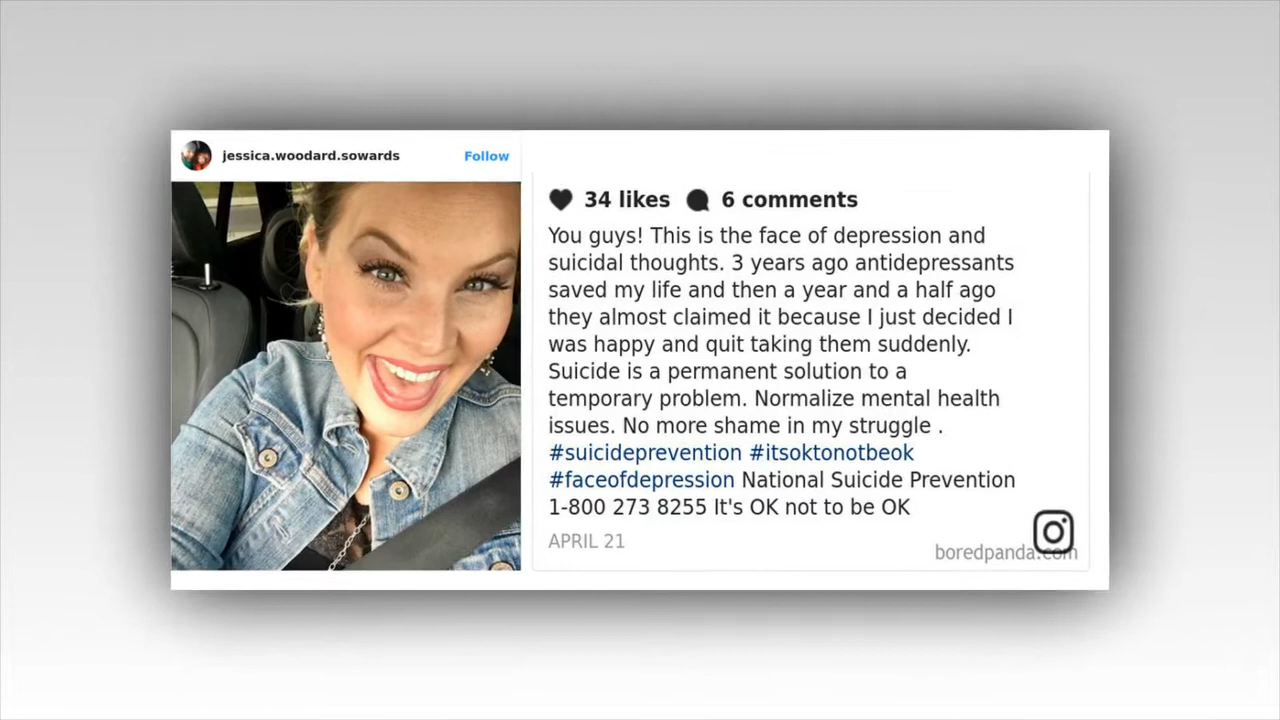 jessica.woodard.sowards
Follow
34 likes 6 comments
You guys! This is the face of depression and
suicidal thoughts. 3 years ago antidepressants
saved my life and then a year and a half ago
they almost claimed it because I just decided I
was happy and quit taking them suddenly.
Suicide is a permanent solution to a
temporary problem. Normalize mental health
issues. No more shame in my struggle .
#suicideprevention #itsoktonotbeok
#faceofdepression National Suicide Prevention
1-800 273 8255 It's OK not to be OK
APRIL 21
boredpanda.com